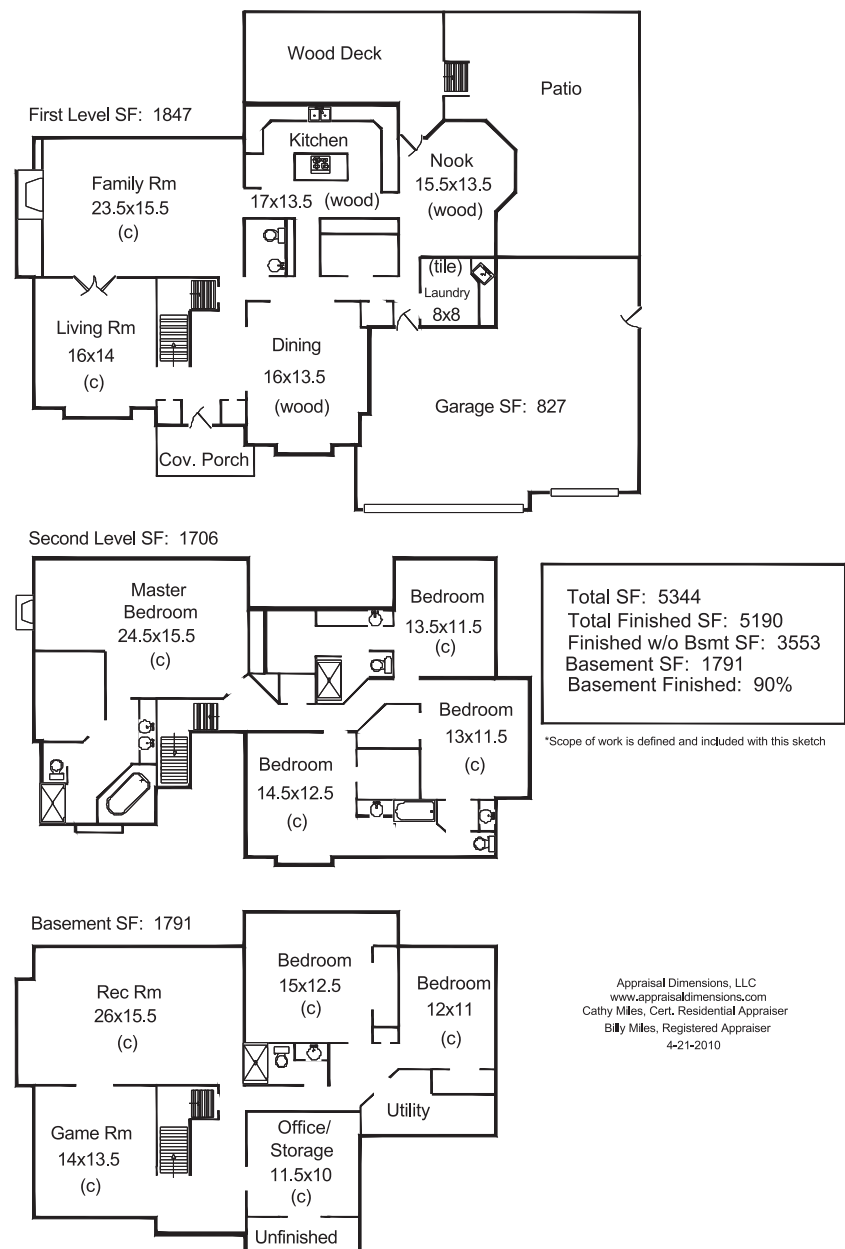 Wood Deck
Patio
First Level SF: 1847
Kitchen
17x13.5 (wood)
Nook
15.5x13.5
(wood)
Family Rm
23.5x15.5
(c)
(tile)
Laundry
8x8
Living Rm
16x14
(c)
Dining
16x13.5
(wood)
Garage SF: 827
Cov. Porch
Second Level SF: 1706
Master
Bedroom
24.5x15.5
(c)
Bedroom
13.5x11.5
(c)
Bedroom
13x11.5
(c)
Bedroom
14.5x12.5
(c)
Total SF: 5344
Total Finished SF: 5190
Finished w/o Bsmt SF: 3553
Basement SF: 1791
Basement Finished: 90%
*Scope of work is defined and included with this sketch
Basement SF: 1791
Rec Rm
26x15.5
(c)
Bedroom
15x12.5
(c)
Bedroom
12x11
(c)
Utility
Game Rm
14x13.5
(c)
Office/
Storage
11.5x10
(c)
Unfinished
Appraisal Dimensions, LLC
www.appraisaldimensions.com
Cathy Miles, Cert. Residential Appraiser
Billy Miles, Registered Appraiser
4-21-2010